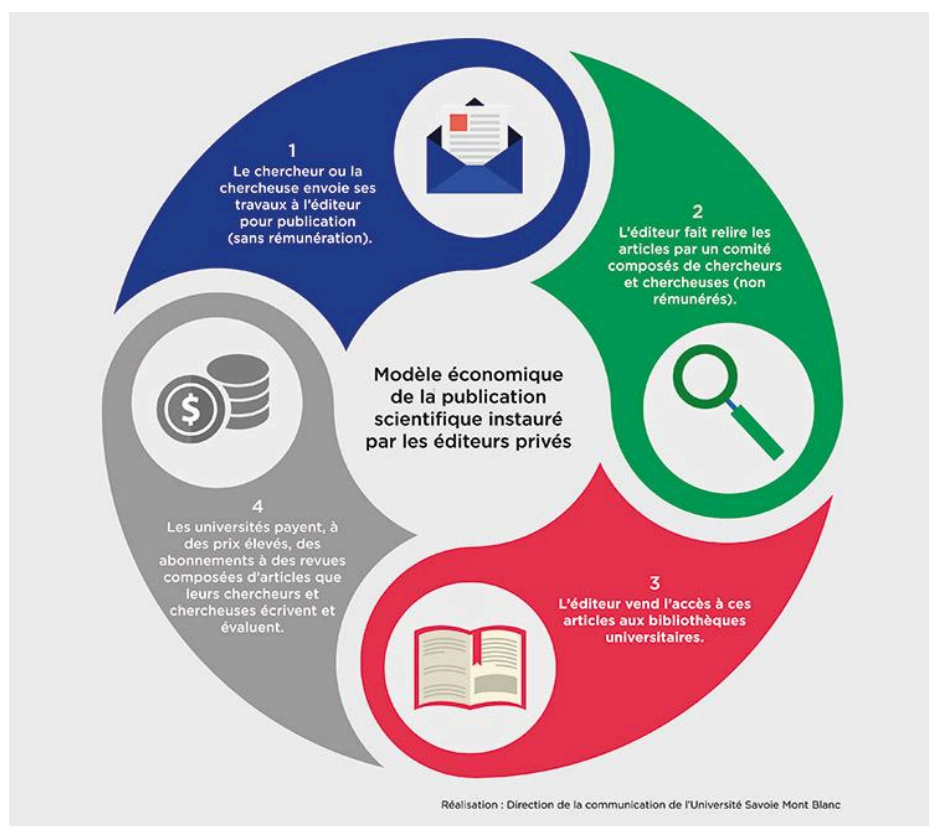 1
Le chercheur ou la
chercheuse envoie ses
travaux à l'éditeur
pour publication
(sans rémunération).
2
L'éditeur fait relire les
articles par un comité
composés de chercheurs
et chercheuses (non
rémunérés).
Modèle économique
de la publication
scientifique instauré
par les éditeurs privés
$
4
Les universités payent, à
des prix élevés, des
abonnements à des revues
composées d'articles que
leurs chercheurs et
chercheuses écrivent et
évaluent.
3
L'éditeur vend l'accès à ces
articles aux bibliothèques
universitaires.
Réalisation : Direction de la communication de l'Université Savoie Mont Blanc